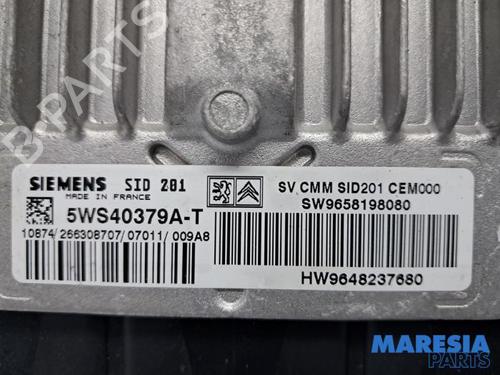 B-PARTS
SIEMENS SID 201
MADE IN FRANCE
5WS40379A-T
10874/266308707/07011/009A8
SV CMM SID201 CEM000
SW9658198080
HW9648237680
MARESIA
PARTS